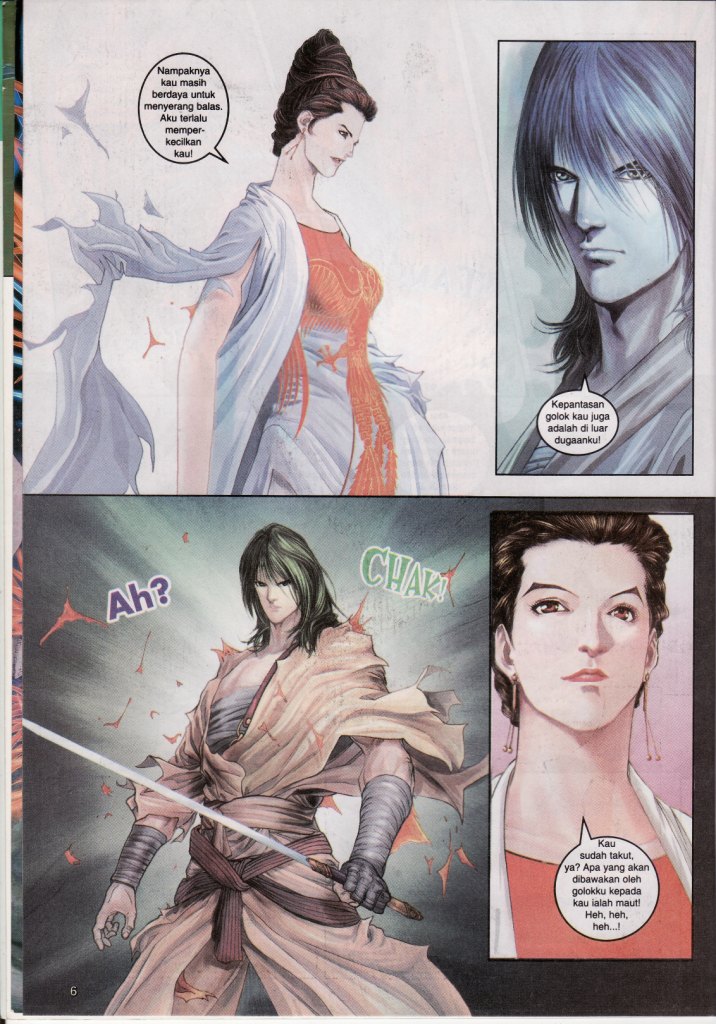 Nampaknya
kau masih
berdaya untuk
menyerang balas.
Aku terlalu
memper-
kecilkan
kau!
Kepantasan
golok kau juga
adalah di luar
dugaanku!
Ah?
CHAK!
Kau
sudah takut,
ya? Apa yang akan
dibawakan oleh
golokku kepada
kau ialah maut!
Heh, heh,
heh...!
6